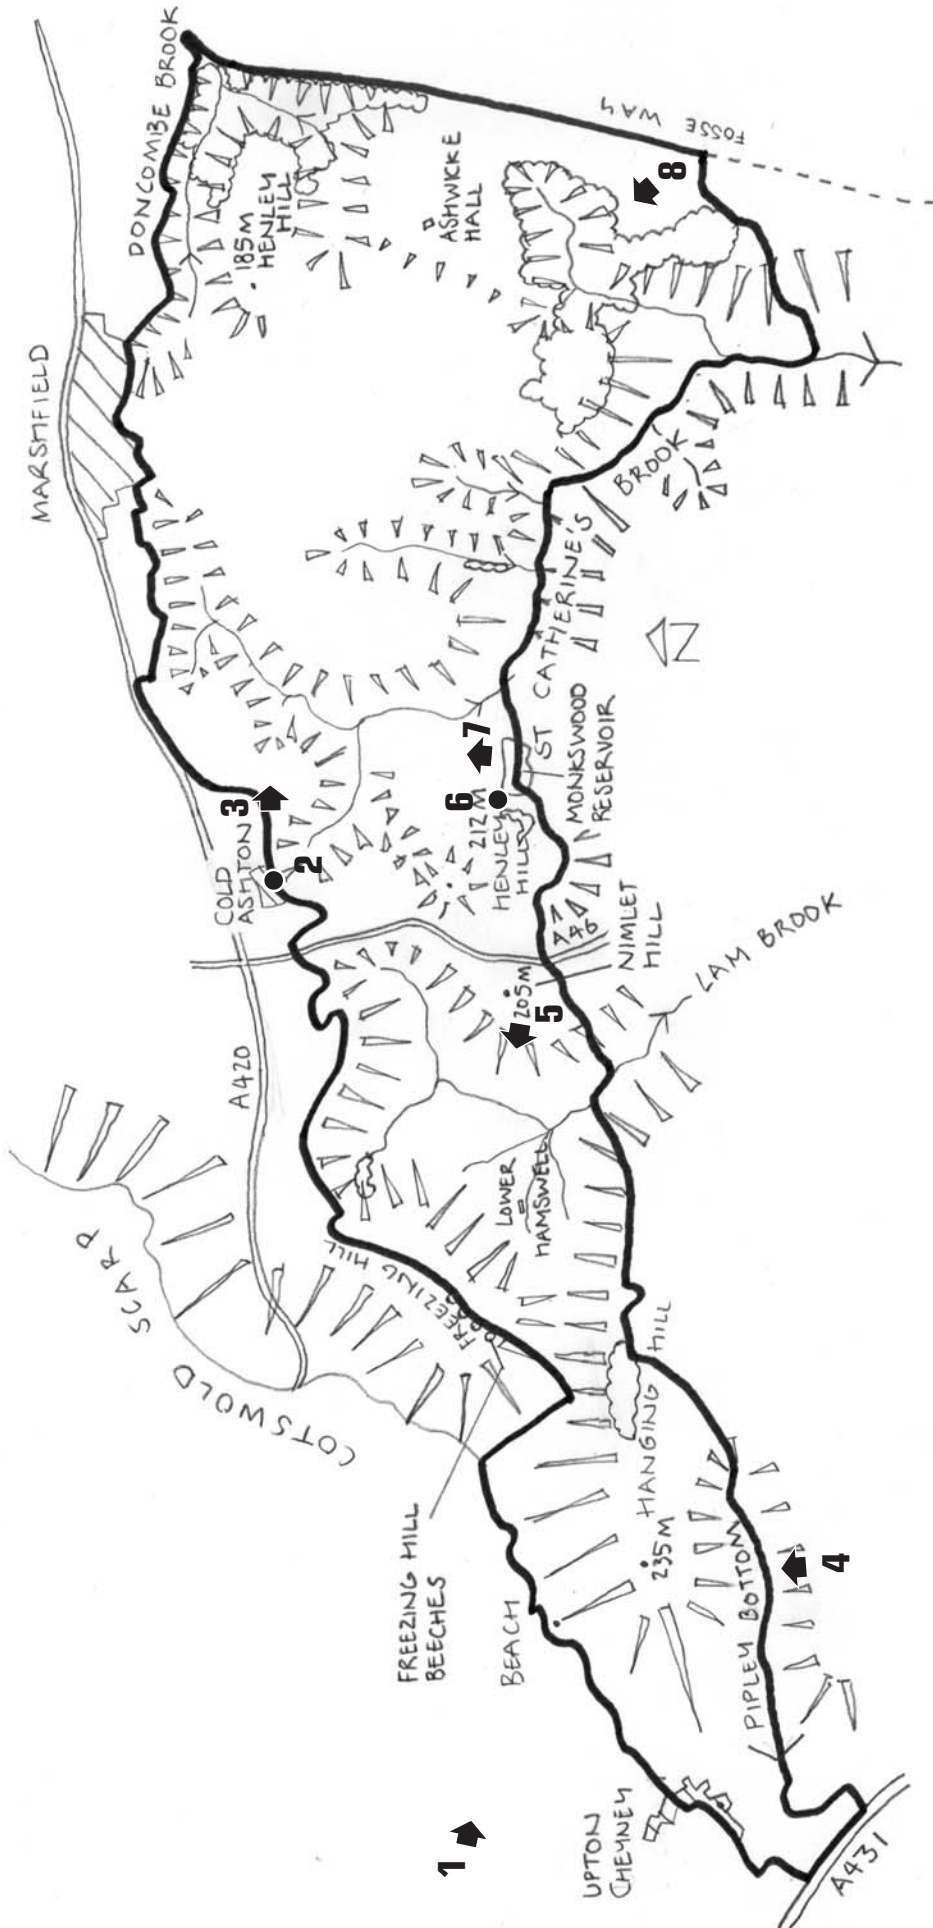 MARSHFIELD
DONCOMBE BROOK
185M
HENLEY
HILL
ASHWICKE
HALL
FOSSE WAY
8
COTSWOLD SCARP
A420
COLD
ASHTON
3
2
6
7
212M
HENLEY
HILL
ST CATHERINE'S
BROOK
MONKSWOOD
RESERVOIR
N
A46
NIMLET
HILL
205M
5
LAM BROOK
LOWER
HAMSWELL
FREEZING HILL
FREEZING HILL
BEECHES
BEACH
HANGING
HILL
235M
PIPLEY BOTTOM
4
1
UPTON
CHEYNEY
A431